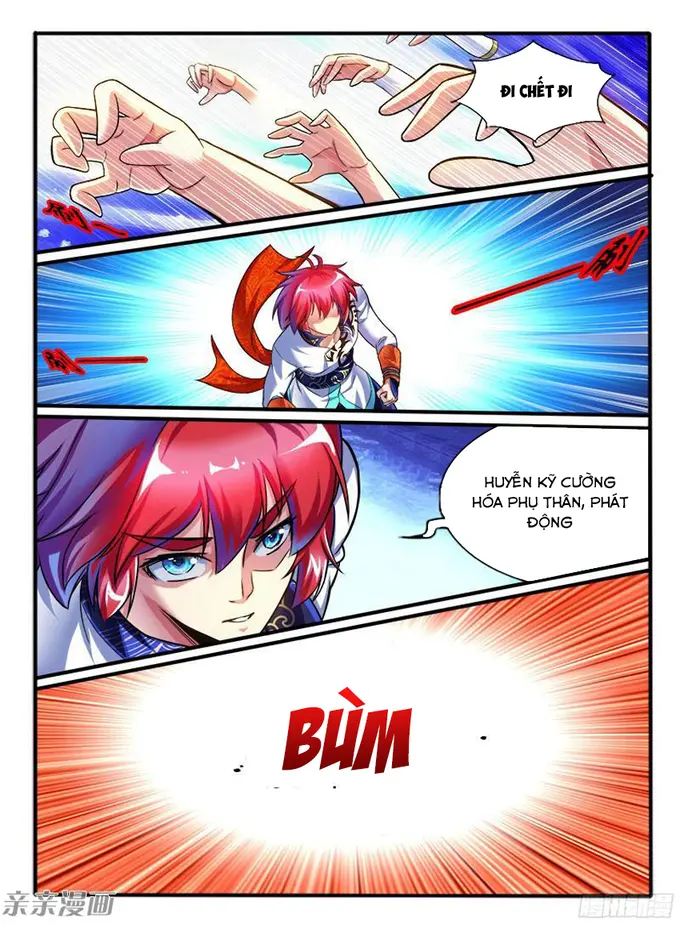 ĐI CHẾT ĐI
HUYỄN KỸ CƯỜNG
HÓA PHỤ THÂN, PHÁT
ĐỘNG
BÙM
亲亲漫画